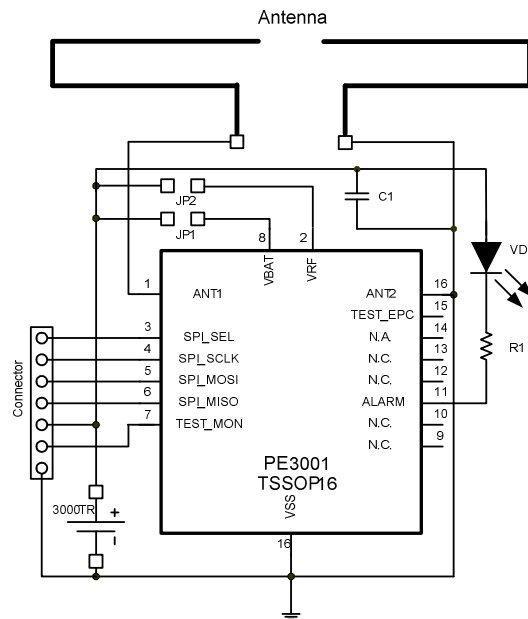 Antenna
C1
JP2
JP1
8
2
VBAT
VRF
VD
1
ANT1
ANT2
16
TEST_EPC
15
3
SPI_SEL
N.A.
14
4
SPI_SCLK
N.C.
13
5
SPI_MOSI
N.C.
12
6
SPI_MISO
ALARM
11
7
TEST_MON
N.C.
10
N.C.
9
R1
Connector
PE3001
TSSOP16
3000TR
+
-
VSS
16